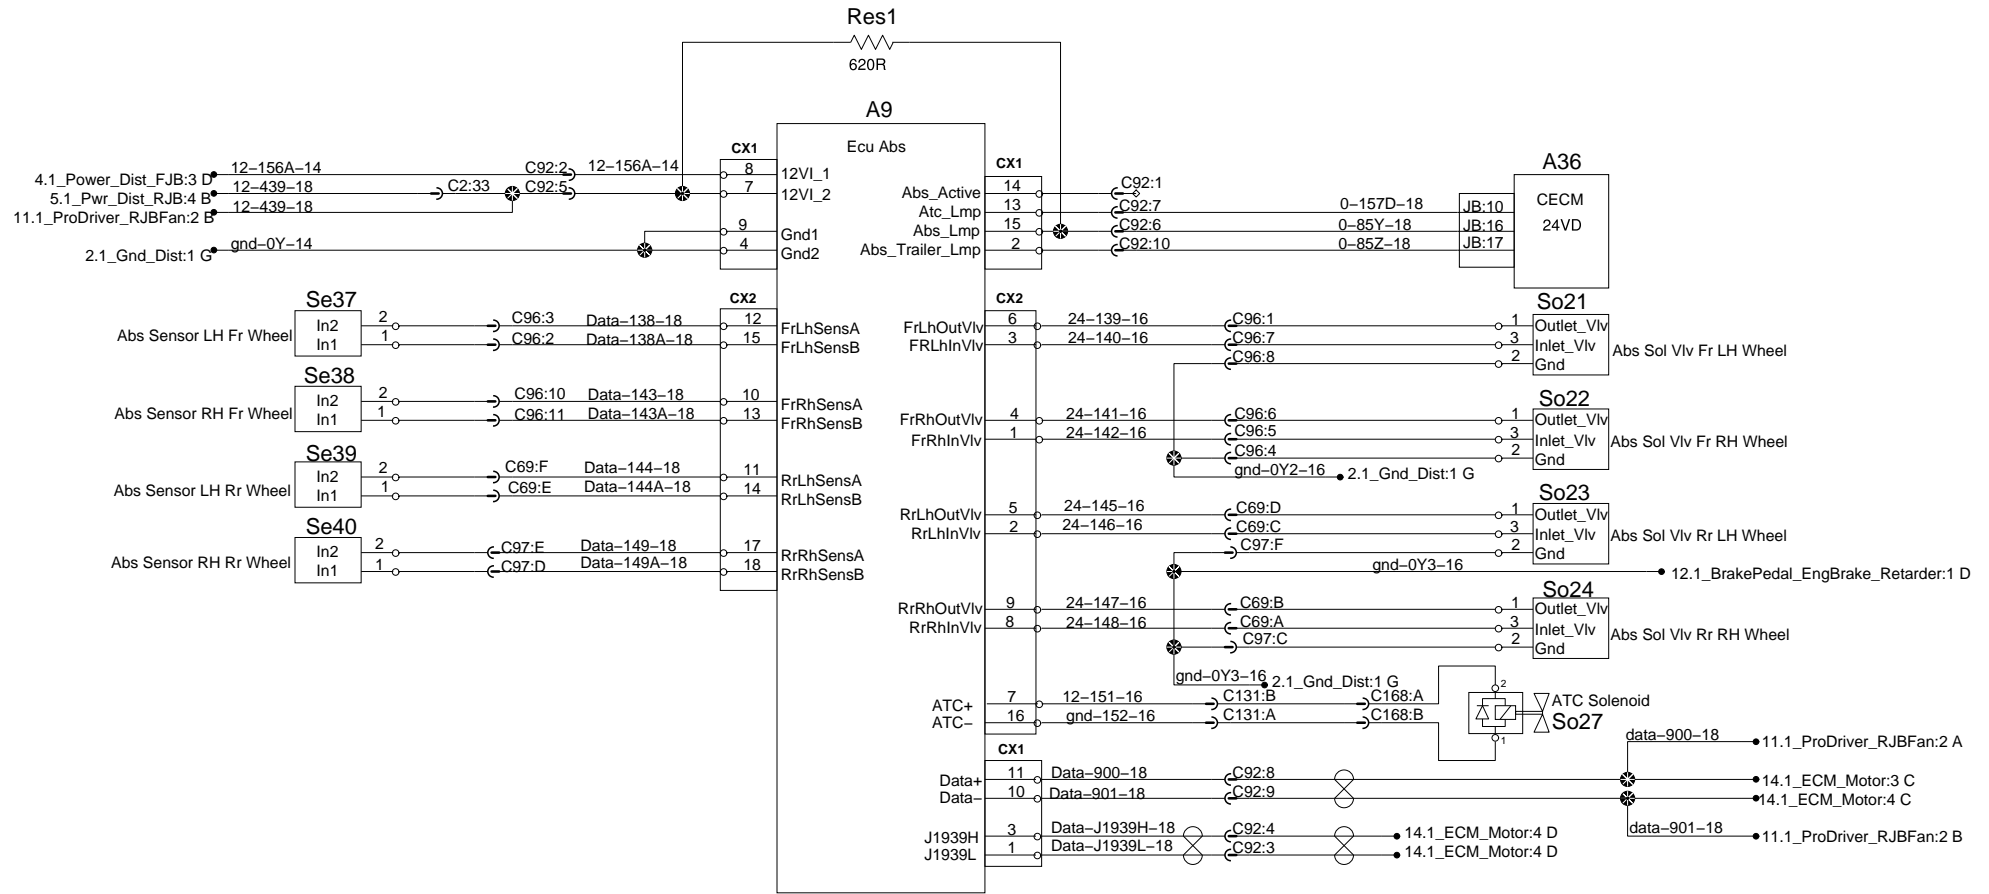 Res1
620R
A9
Ecu Abs
CX1
12−156A−14
C92:2
12−156A−14
8
12VI_1
4.1_Power_Dist_FJB:3 D
12−439−18
C2:33
C92:5
7
12VI_2
5.1_Pwr_Dist_RJB:4 B
12−439−18
11.1_ProDriver_RJBFan:2 B
9
Gnd1
gnd−0Y−14
4
Gnd2
2.1_Gnd_Dist:1 G
CX1
Abs_Active
14
C92:1
Atc_Lmp
13
C92:7
0−157D−18
JB:10
Abs_Lmp
15
C92:6
0−85Y−18
JB:16
Abs_Trailer_Lmp
2
C92:10
0−85Z−18
JB:17
A36
CECM
24VD
CX2
Se37
Abs Sensor LH Fr Wheel
In2
2
C96:3
Data−138−18
12
FrLhSensA
In1
1
C96:2
Data−138A−18
15
FrLhSensB
Se38
Abs Sensor RH Fr Wheel
In2
2
C96:10
Data−143−18
10
FrRhSensA
In1
1
C96:11
Data−143A−18
13
FrRhSensB
Se39
Abs Sensor LH Rr Wheel
In2
2
C69:F
Data−144−18
11
RrLhSensA
In1
1
C69:E
Data−144A−18
14
RrLhSensB
Se40
Abs Sensor RH Rr Wheel
In2
2
C97:E
Data−149−18
17
RrRhSensA
In1
1
C97:D
Data−149A−18
18
RrRhSensB
CX2
So21
FrLhOutVlv
6
24−139−16
C96:1
1
Outlet_Vlv
FRLhInVlv
3
24−140−16
C96:7
3
Inlet_Vlv
Abs Sol Vlv Fr LH Wheel
C96:8
2
Gnd
So22
FrRhOutVlv
4
24−141−16
C96:6
1
Outlet_Vlv
FrRhInVlv
1
24−142−16
C96:5
3
Inlet_Vlv
Abs Sol Vlv Fr RH Wheel
C96:4
2
Gnd
gnd−0Y2−16
2.1_Gnd_Dist:1 G
So23
RrLhOutVlv
5
24−145−16
C69:D
1
Outlet_Vlv
RrLhInVlv
2
24−146−16
C69:C
3
Inlet_Vlv
Abs Sol Vlv Rr LH Wheel
C97:F
2
Gnd
gnd−0Y3−16
12.1_BrakePedal_EngBrake_Retarder:1 D
So24
RrRhOutVlv
9
24−147−16
C69:B
1
Outlet_Vlv
RrRhInVlv
8
24−148−16
C69:A
3
Inlet_Vlv
Abs Sol Vlv Rr RH Wheel
C97:C
2
Gnd
gnd−0Y3−16
2.1_Gnd_Dist:1 G
ATC+
7
12−151−16
C131:B
C168:A
2
ATC Solenoid
ATC−
16
gnd−152−16
C131:A
C168:B
1
So27
CX1
data−900−18
11.1_ProDriver_RJBFan:2 A
Data+
11
Data−900−18
C92:8
14.1_ECM_Motor:3 C
Data−
10
Data−901−18
C92:9
14.1_ECM_Motor:4 C
data−901−18
11.1_ProDriver_RJBFan:2 B
J1939H
3
Data−J1939H−18
C92:4
14.1_ECM_Motor:4 D
J1939L
1
Data−J1939L−18
C92:3
14.1_ECM_Motor:4 D